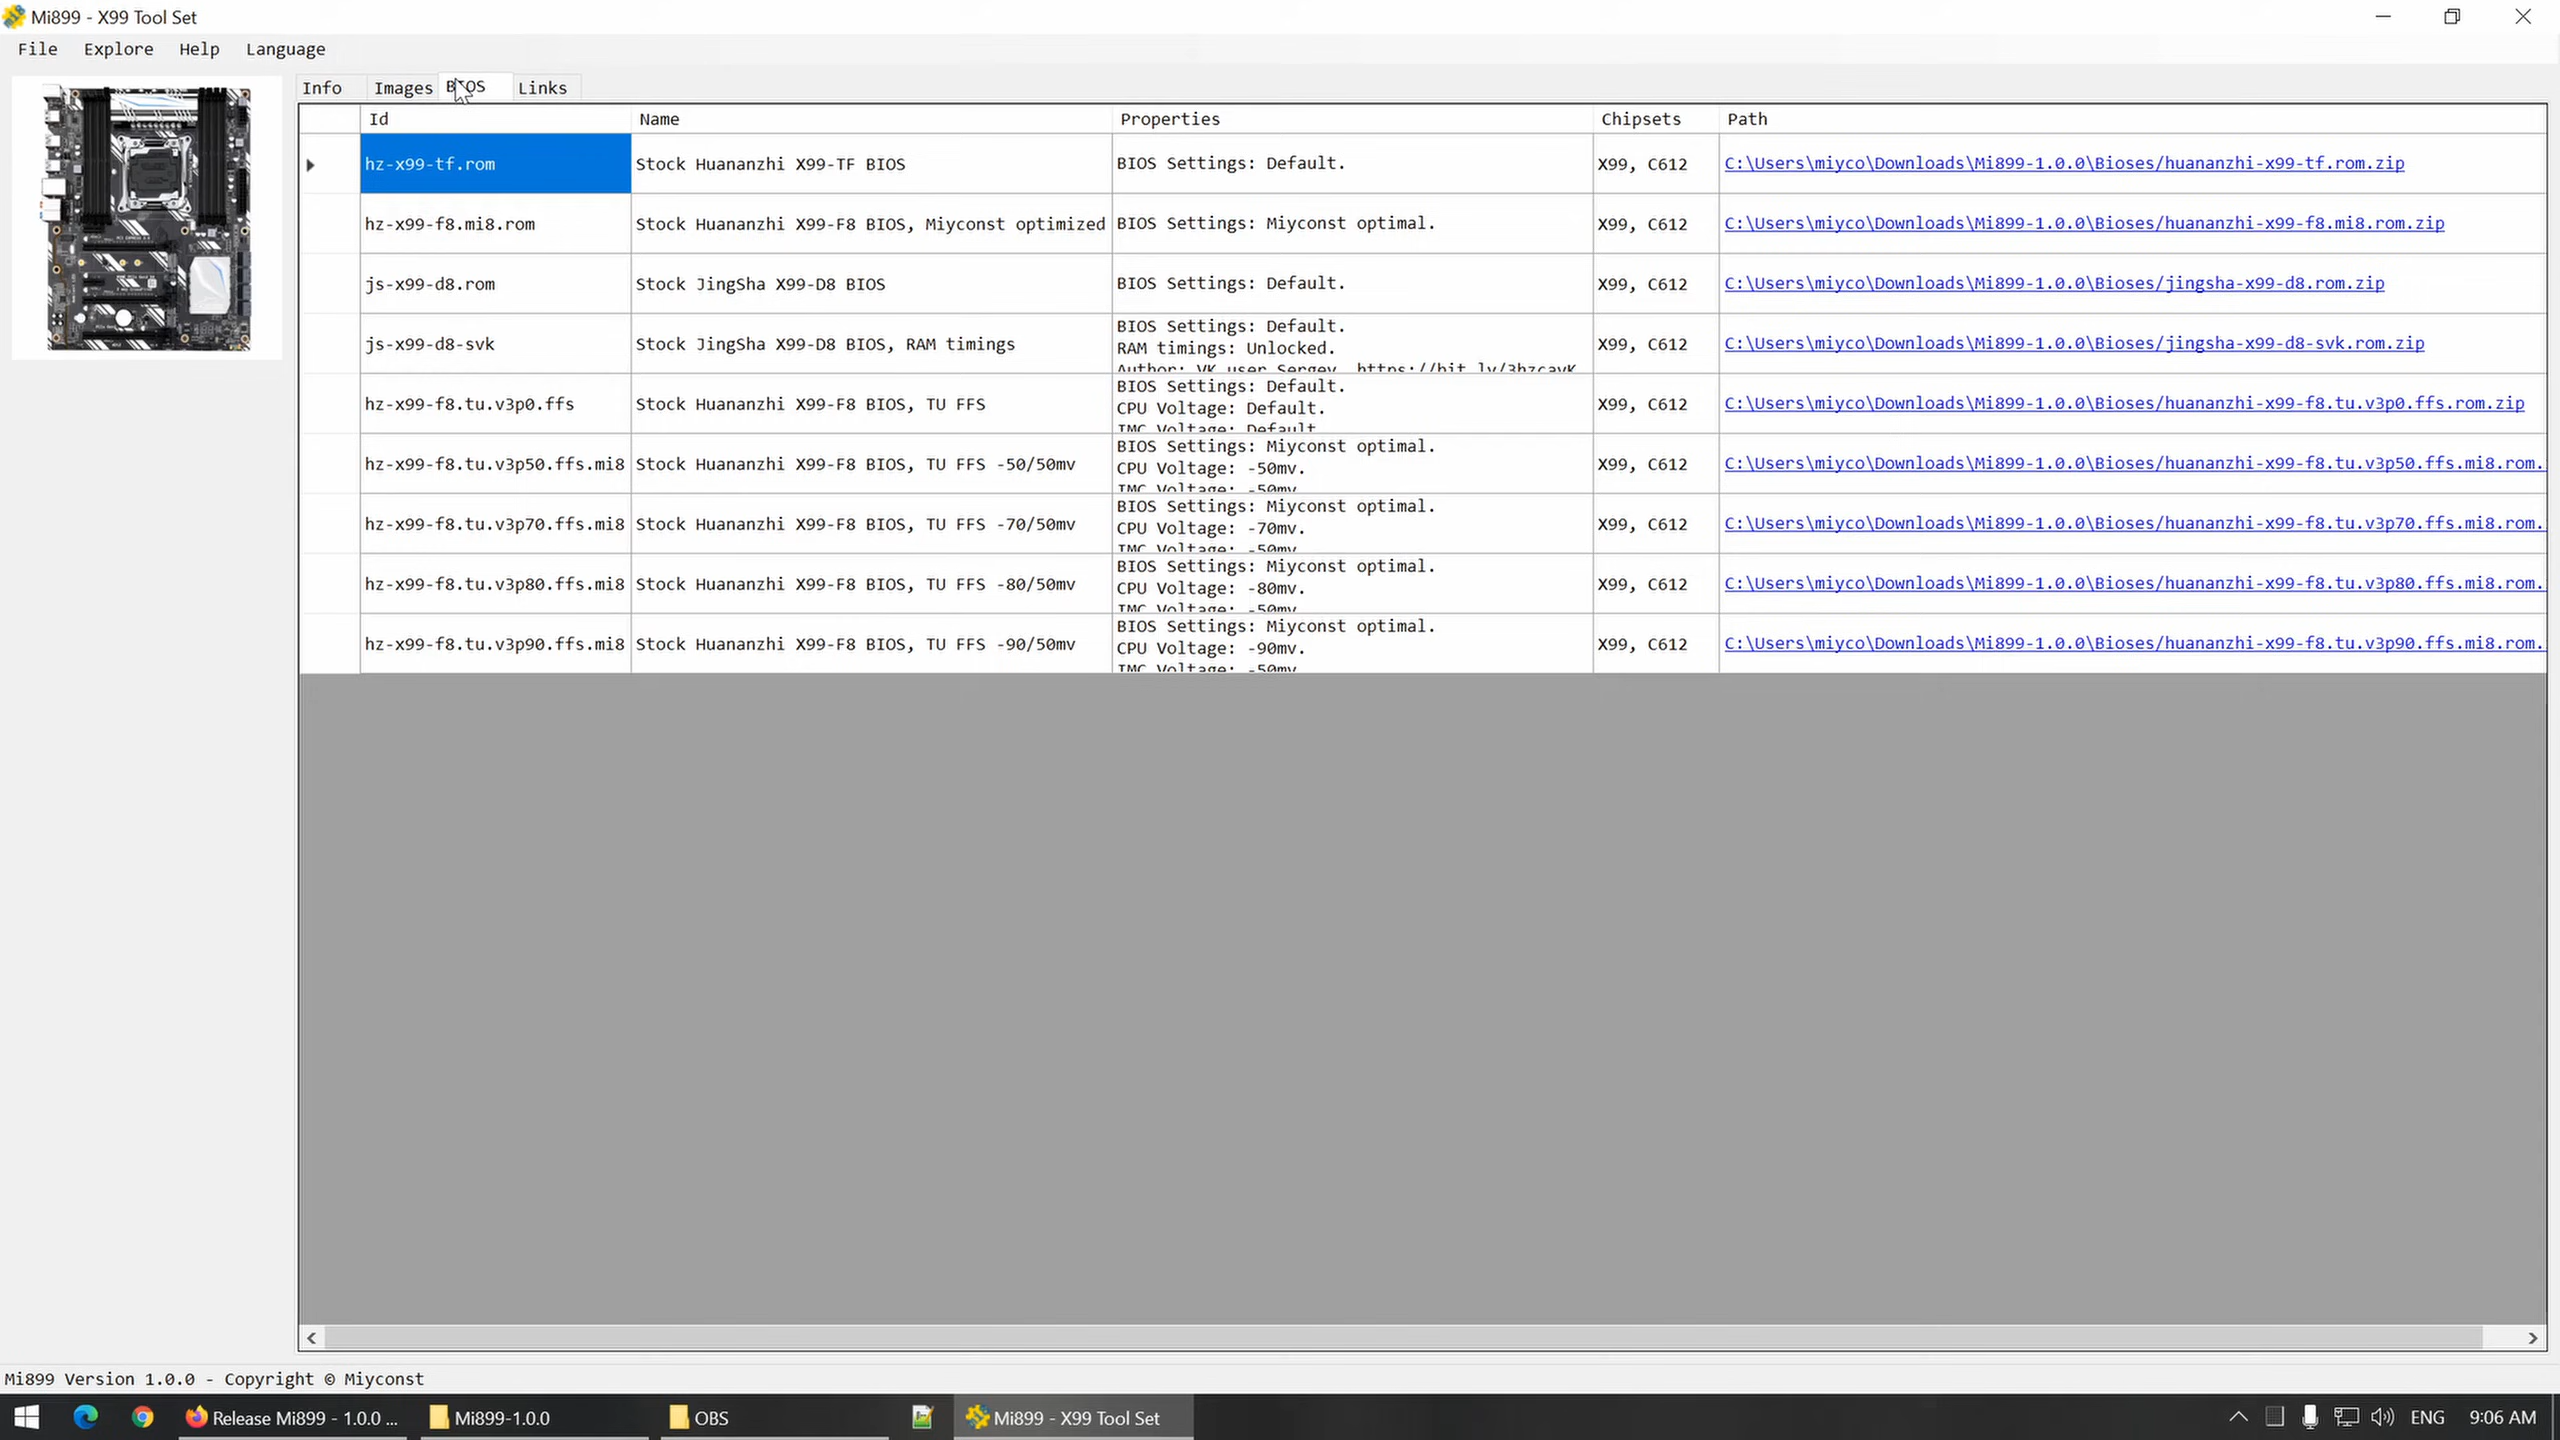 Mi899 - X99 Tool Set
File Explore Help Language
Info Images BIOS Links
Id Name Properties Chipsets Path
hz-x99-tf.rom Stock Huananzhi X99-TF BIOS BIOS Settings: Default. X99, C612 C:\Users\miyco\Downloads\Mi899-1.0.0\Bioses/huananzhi-x99-tf.rom.zip
hz-x99-f8.mi8.rom Stock Huananzhi X99-F8 BIOS, Miyconst optimized BIOS Settings: Miyconst optimal. X99, C612 C:\Users\miyco\Downloads\Mi899-1.0.0\Bioses/huananzhi-x99-f8.mi8.rom.zip
js-x99-d8.rom Stock JingSha X99-D8 BIOS BIOS Settings: Default. X99, C612 C:\Users\miyco\Downloads\Mi899-1.0.0\Bioses/jingsha-x99-d8.rom.zip
BIOS Settings: Default.
js-x99-d8-svk Stock JingSha X99-D8 BIOS, RAM timings RAM timings: Unlocked. X99, C612 C:\Users\miyco\Downloads\Mi899-1.0.0\Bioses/jingsha-x99-d8-svk.rom.zip
Author: VK user Sergey,
BIOS Settings: Default.
hz-x99-f8.tu.v3p0.ffs Stock Huananzhi X99-F8 BIOS, TU FFS CPU Voltage: Default. X99, C612 C:\Users\miyco\Downloads\Mi899-1.0.0\Bioses/huananzhi-x99-f8.tu.v3p0.ffs.rom.zip
IMC Voltage: Default
BIOS Settings: Miyconst optimal.
hz-x99-f8.tu.v3p50.ffs.mi8 Stock Huananzhi X99-F8 BIOS, TU FFS -50/50mv CPU Voltage: -50mv. X99, C612 C:\Users\miyco\Downloads\Mi899-1.0.0\Bioses/huananzhi-x99-f8.tu.v3p50.ffs.mi8.rom.
IMC Voltage: -50mv
BIOS Settings: Miyconst optimal.
hz-x99-f8.tu.v3p70.ffs.mi8 Stock Huananzhi X99-F8 BIOS, TU FFS -70/50mv CPU Voltage: -70mv. X99, C612 C:\Users\miyco\Downloads\Mi899-1.0.0\Bioses/huananzhi-x99-f8.tu.v3p70.ffs.mi8.rom.
IMC Voltage: -50mv
BIOS Settings: Miyconst optimal.
hz-x99-f8.tu.v3p80.ffs.mi8 Stock Huananzhi X99-F8 BIOS, TU FFS -80/50mv CPU Voltage: -80mv. X99, C612 C:\Users\miyco\Downloads\Mi899-1.0.0\Bioses/huananzhi-x99-f8.tu.v3p80.ffs.mi8.rom.
IMC Voltage: -50mv
BIOS Settings: Miyconst optimal.
hz-x99-f8.tu.v3p90.ffs.mi8 Stock Huananzhi X99-F8 BIOS, TU FFS -90/50mv CPU Voltage: -90mv. X99, C612 C:\Users\miyco\Downloads\Mi899-1.0.0\Bioses/huananzhi-x99-f8.tu.v3p90.ffs.mi8.rom.
IMC Voltage: -50mv
Mi899 Version 1.0.0 - Copyright © Miyconst
Release Mi899 - 1.0.0 ... Mi899-1.0.0 OBS Mi899 - X99 Tool Set ENG 9:06 AM